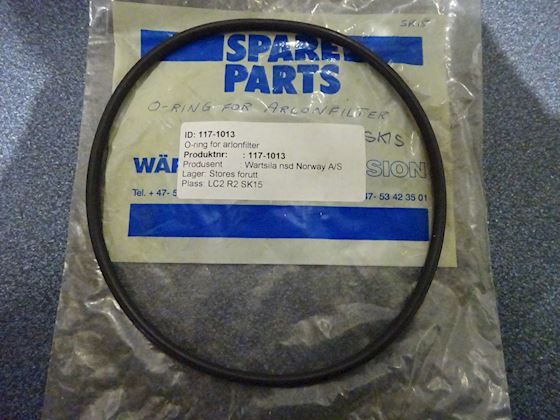 SK15
SPARE
PARTS
O-RING FOR ARLONFILTER
SK15
ID: 117-1013
O-ring for arlonfilter
Produktnr: : 117-1013
Produsent : Wartsila nsd Norway A/S
Lager: Stores forutt
Plass: LC2 R2 SK15
WÄR SION
Tel. + 47- 5 47- 53 42 35 01